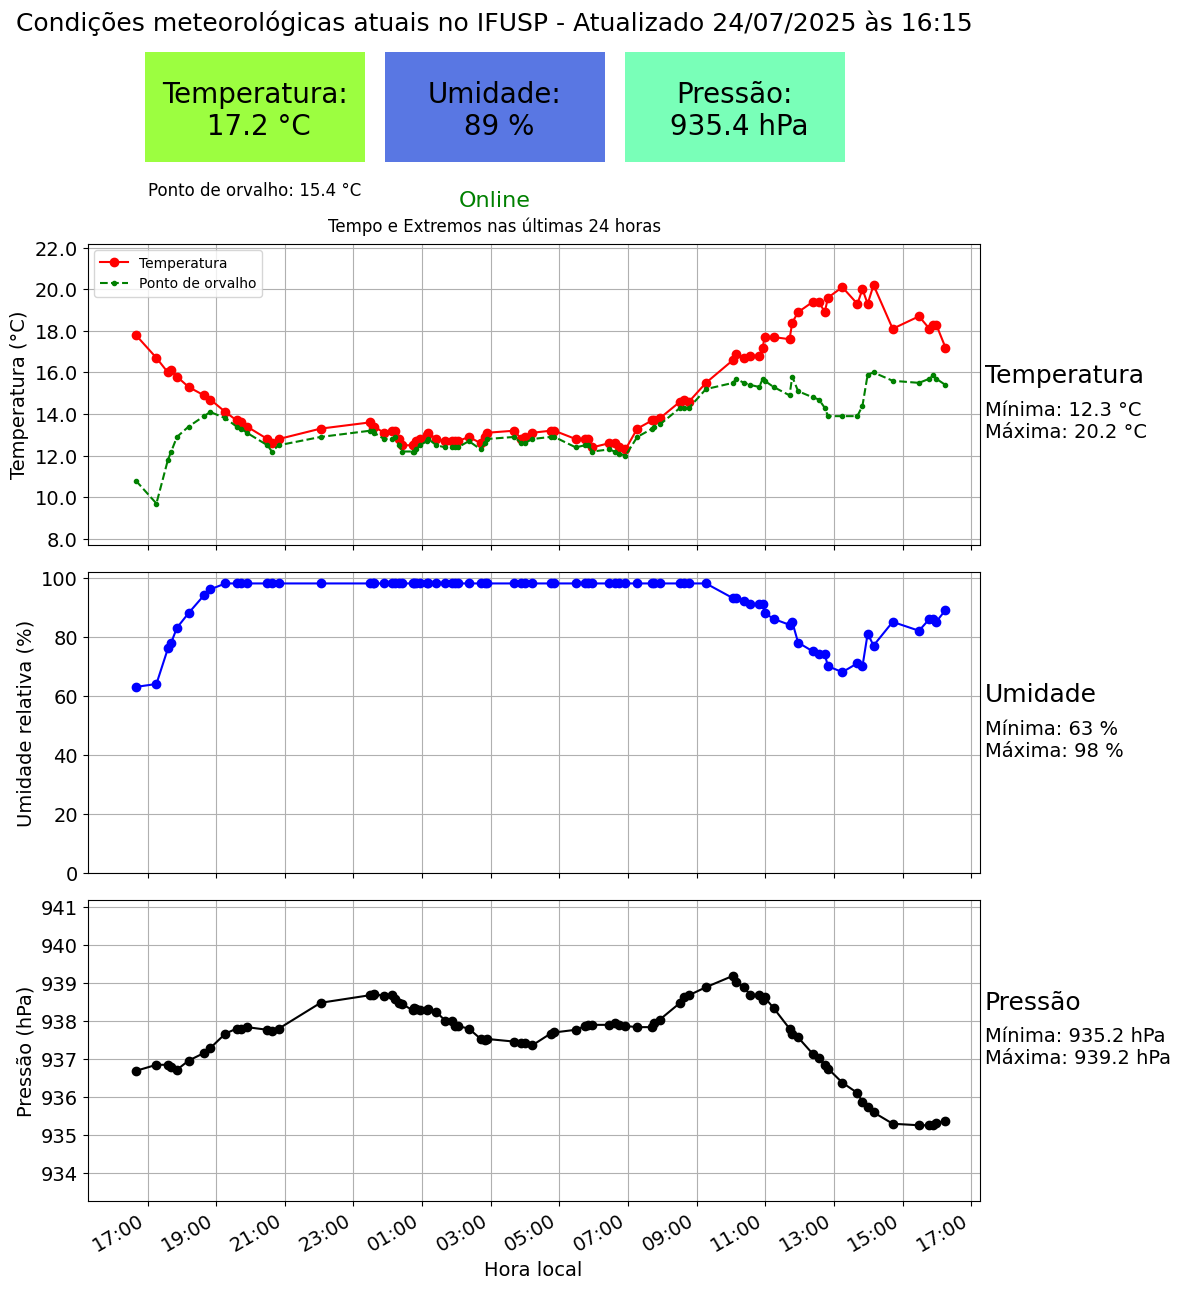 Condições meteorológicas atuais no IFUSP - Atualizado 24/07/2025 às 16:15
Temperatura:
17.2 °C
Umidade:
89 %
Pressão:
935.4 hPa
Ponto de orvalho: 15.4 °C
Online
Tempo e Extremos nas últimas 24 horas
Temperatura
Ponto de orvalho
Temperatura (°C)
22.0
20.0
18.0
16.0
14.0
12.0
10.0
8.0
Temperatura
Mínima: 12.3 °C
Máxima: 20.2 °C
Umidade relativa (%)
100
80
60
40
20
0
Umidade
Mínima: 63 %
Máxima: 98 %
Pressão (hPa)
941
940
939
938
937
936
935
934
Pressão
Mínima: 935.2 hPa
Máxima: 939.2 hPa
17:00 19:00 21:00 23:00 01:00 03:00 05:00 07:00 09:00 11:00 13:00 15:00 17:00
Hora local